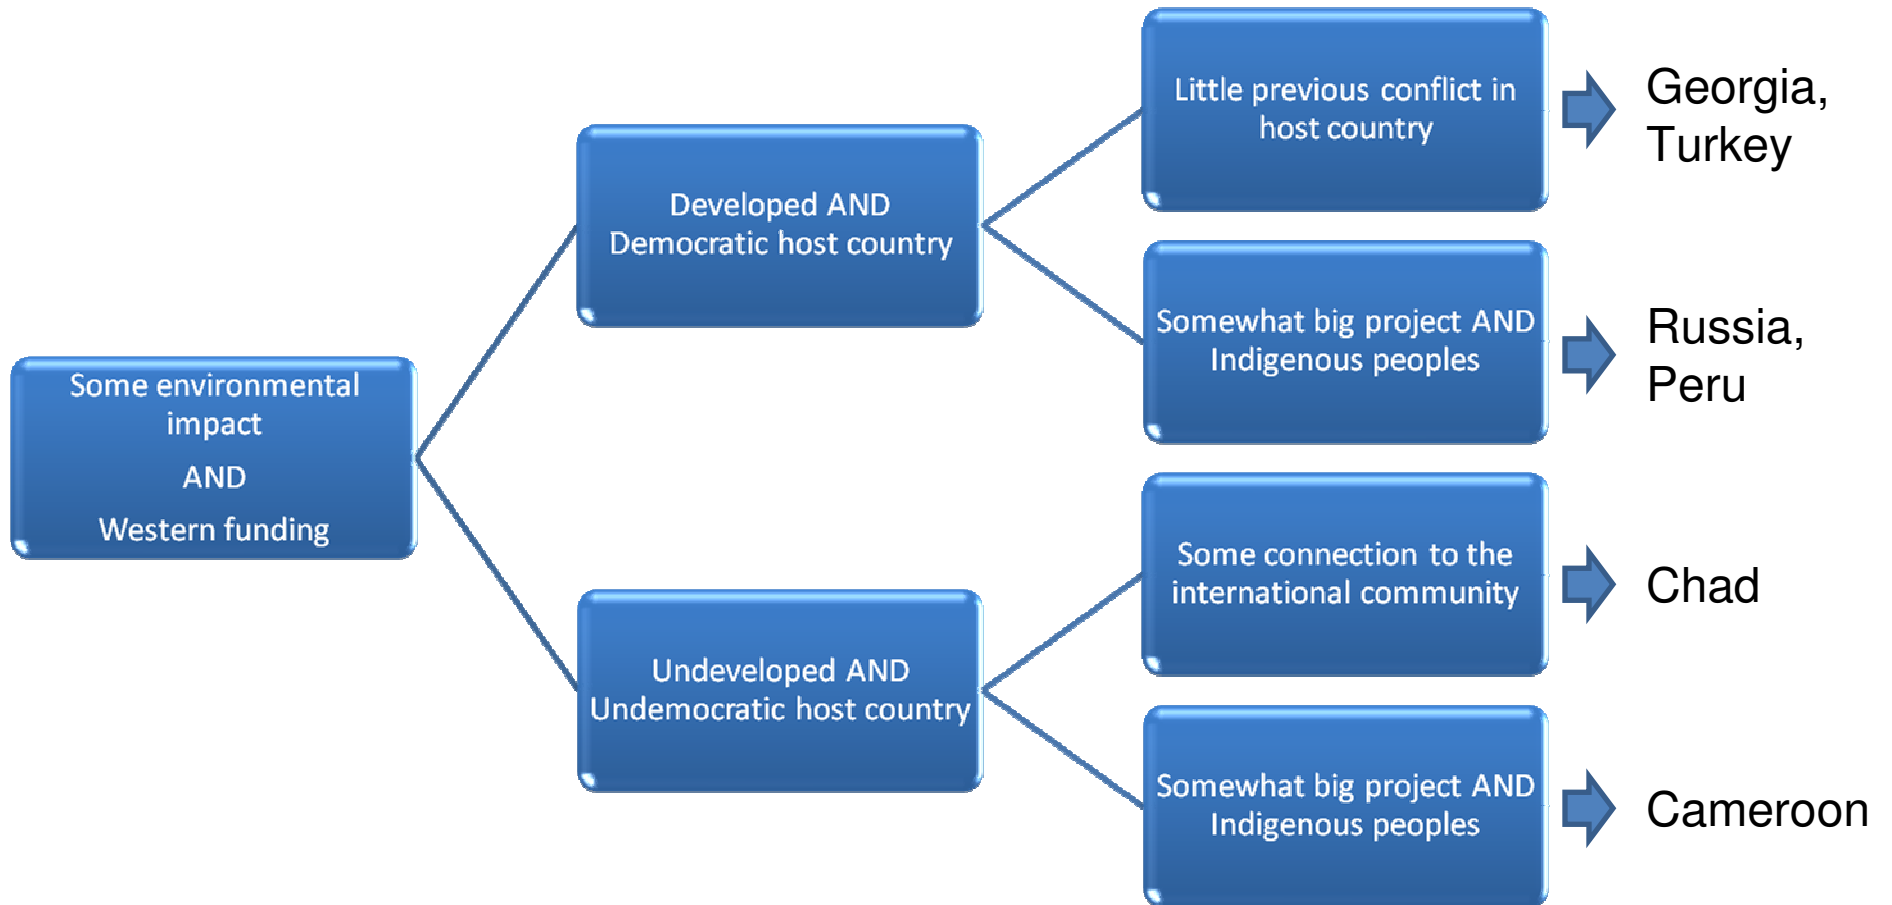 Some environmental
impact
AND
Western funding
Developed AND
Democratic host country
Undeveloped AND
Undemocratic host country
Little previous conflict in
host country
Georgia,
Turkey
Somewhat big project AND
Indigenous peoples
Russia,
Peru
Some connection to the
international community
Chad
Somewhat big project AND
Indigenous peoples
Cameroon